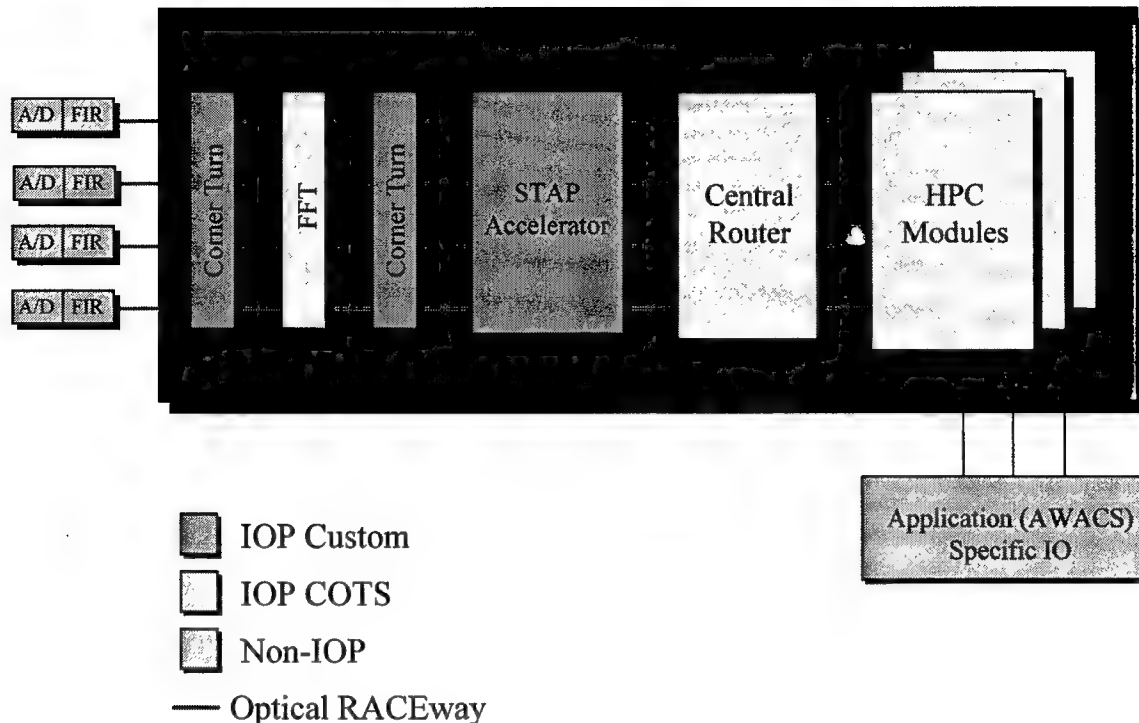 A/D FIR
A/D FIR
A/D FIR
A/D FIR
Corner Turn
FFT
Corner Turn
STAP
Accelerator
Central
Router
HPC
Modules
Application (AWACS)
Specific IO
IOP Custom
IOP COTS
Non-IOP
Optical RACEway